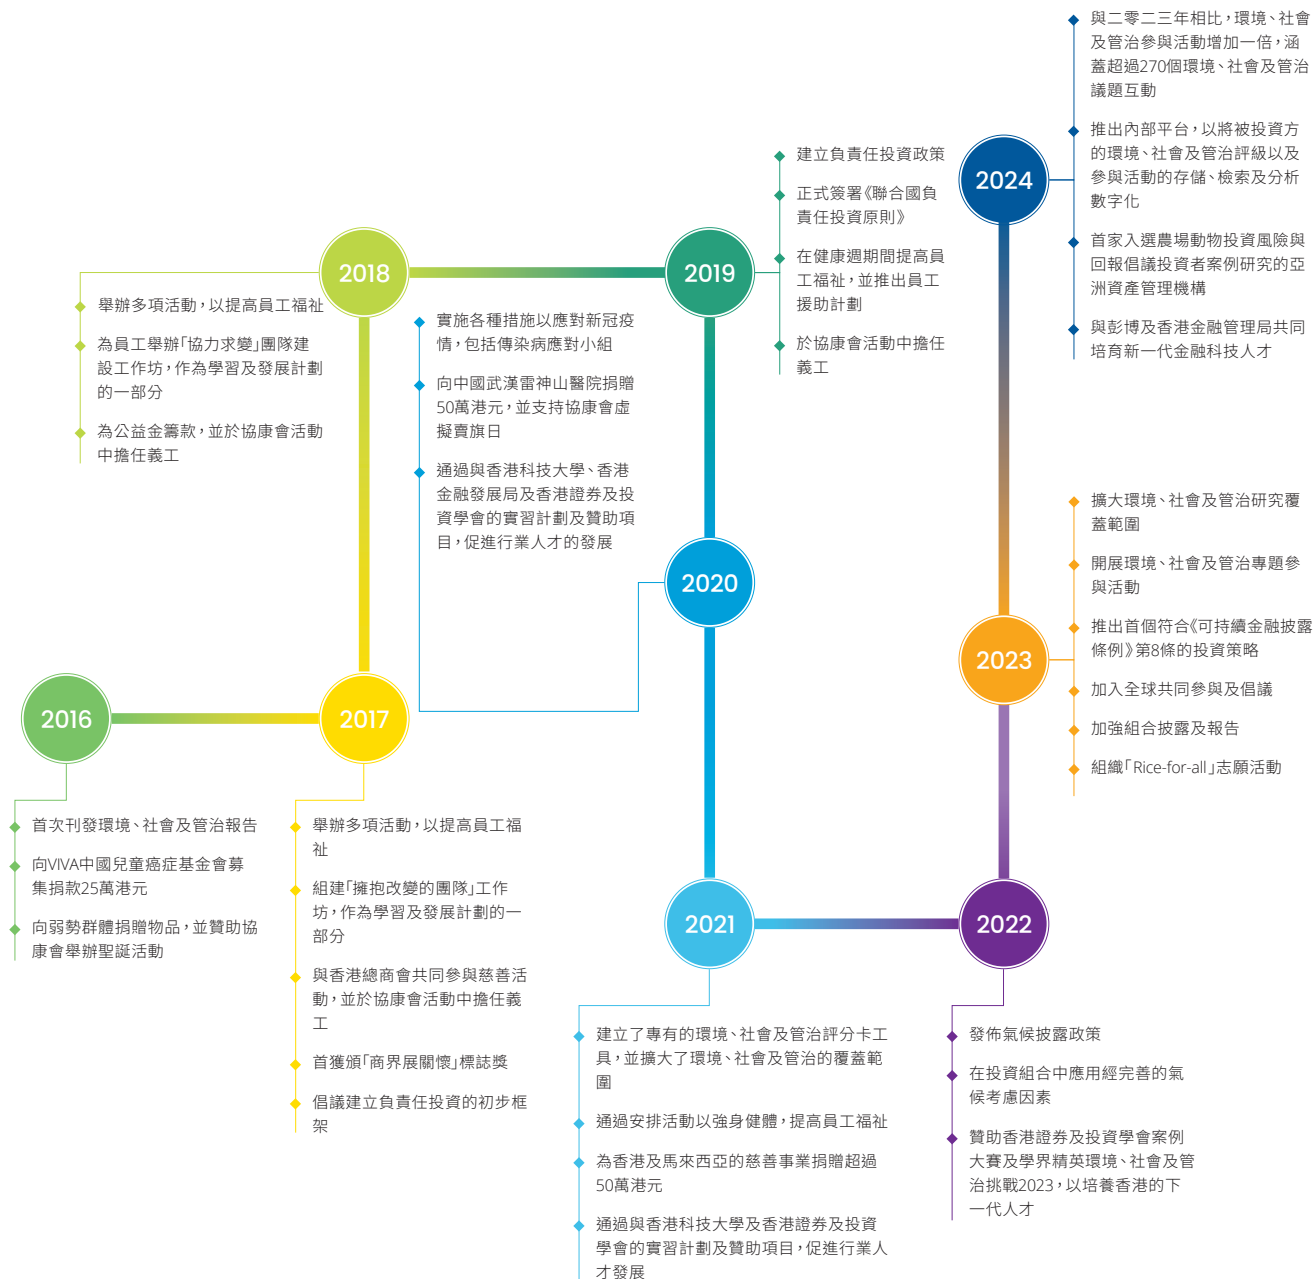 2016
首次刊發環境、社會及管治報告
向VIVA中國兒童癌症基金會募
集捐款25萬港元
向弱勢群體捐贈物品，並贊助協
康會舉辦聖誕活動
2017
舉辦多項活動，以提高員工福
祉
組建「擁抱改變的團隊」工作
坊，作為學習及發展計劃的一
部分
與香港總商會共同參與慈善活
動，並於協康會活動中擔任義
工
首獲頒「商界展關懷」標誌獎
倡議建立負責任投資的初步框
架
2018
舉辦多項活動，以提高員工福祉
為員工舉辦「協力求變」團隊建
設工作坊，作為學習及發展計劃
的一部分
為公益金籌款，並於協康會活動
中擔任義工
2019
建立負責任投資政策
正式簽署《聯合國負
責任投資原則》
在健康週期間提高員
工福祉，並推出員工
援助計劃
於協康會活動中擔任
義工
2020
實施各種措施以應對新冠疫
情，包括傳染病應對小組
向中國武漢雷神山醫院捐贈
50萬港元，並支持協康會虛
擬賣旗日
通過與香港科技大學、香港
金融發展局及香港證券及投
資學會的實習計劃及贊助項
目，促進行業人才的發展
2021
建立了專有的環境、社會及管治評分卡工
具，並擴大了環境、社會及管治的覆蓋範
圍
通過安排活動以強身健體，提高員工福祉
為香港及馬來西亞的慈善事業捐贈超過
50萬港元
通過與香港科技大學及香港證券及投資
學會的實習計劃及贊助項目，促進行業人
才發展
2022
發佈氣候披露政策
在投資組合中應用經完善的氣
候考慮因素
贊助香港證券及投資學會案例
大賽及學界精英環境、社會及管
治挑戰2023，以培養香港的下
一代人才
2023
擴大環境、社會及管治研究覆
蓋範圍
開展環境、社會及管治專題參
與活動
推出首個符合《可持續金融披露
條例》第8條的投資策略
加入全球共同參與及倡議
加強組合披露及報告
組織「Rice-for-all」志願活動
2024
與二零二三年相比，環境、社會
及管治參與活動增加一倍，涵
蓋超過270個環境、社會及管治
議題互動
推出內部平台，以將被投資方
的環境、社會及管治評級以及
參與活動的存儲、檢索及分析
數字化
首家入選農場動物投資風險與
回報倡議投資者案例研究的亞
洲資產管理機構
與彭博及香港金融管理局共同
培育新一代金融科技人才